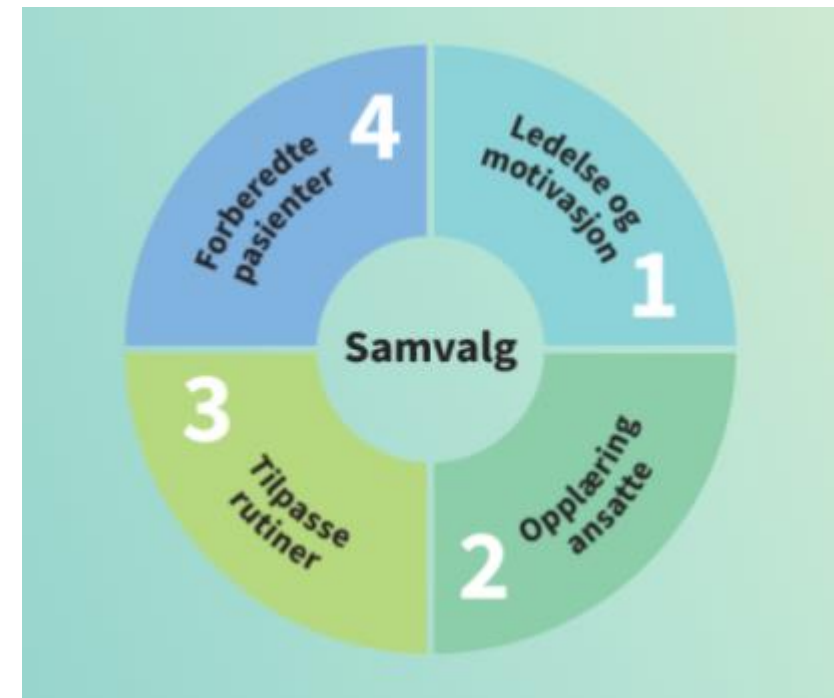 Samvalg
1
Ledelse og
motivasjon
2
Opplæring
ansatte
3
Tilpasse
rutiner
4
Forberedte
pasienter